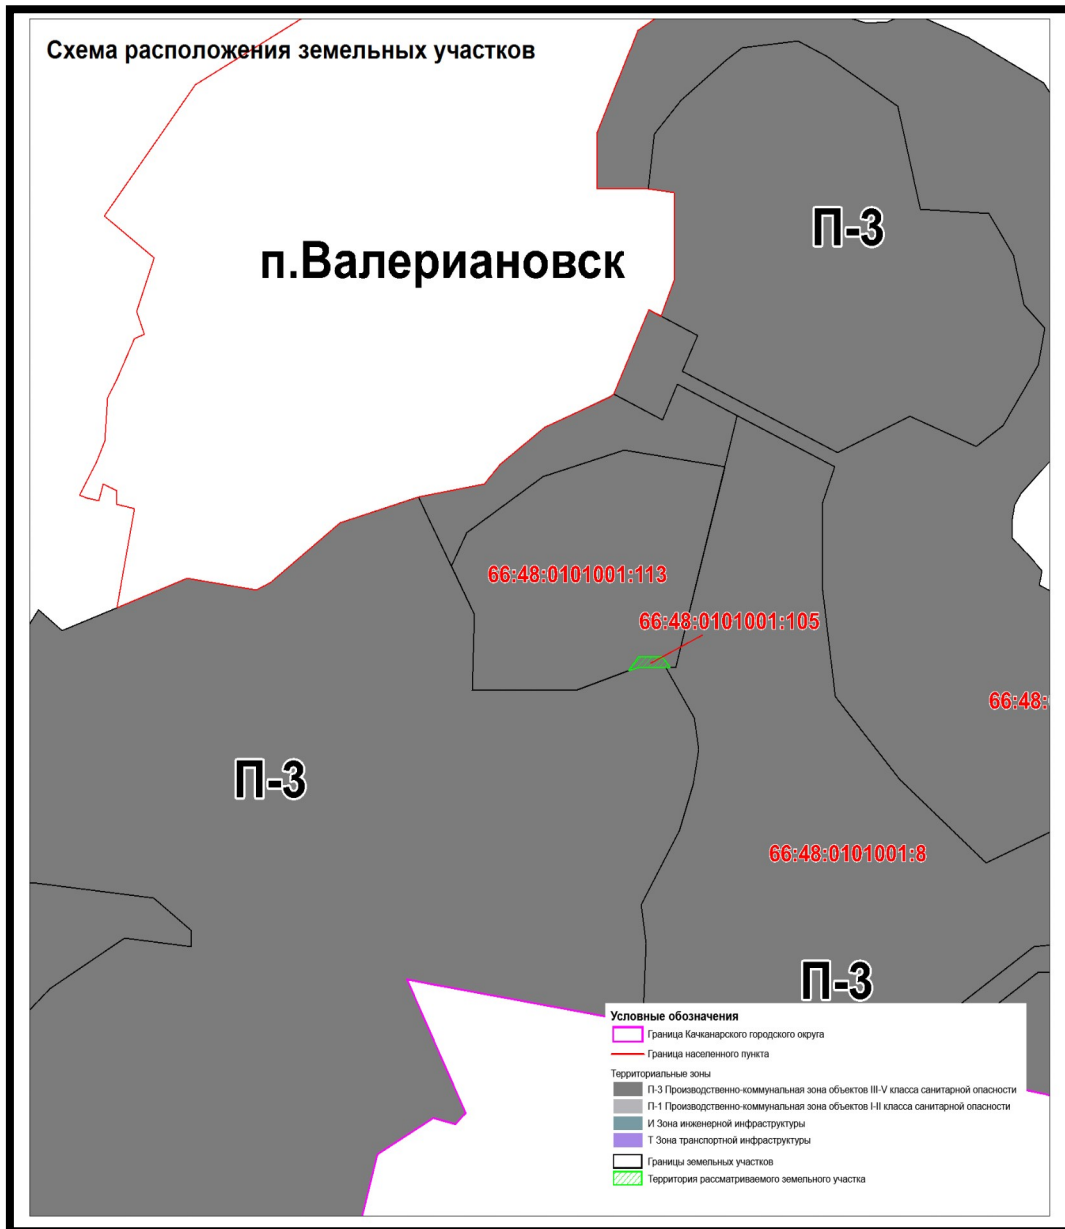 Схема расположения земельных участков
П-3
п.Валериановск
66:48:0101001:113
66:48:0101001:105
66:48:
П-3
66:48:0101001:8
П-3
Условные обозначения
Граница Качканарского городского округа
Граница населенного пункта
Территориальные зоны
П-3 Производственно-коммунальная зона объектов III-V класса санитарной опасности
П-1 Производственно-коммунальная зона объектов I-II класса санитарной опасности
И Зона инженерной инфраструктуры
Т Зона транспортной инфраструктуры
Границы земельных участков
Территория рассматриваемого земельного участка